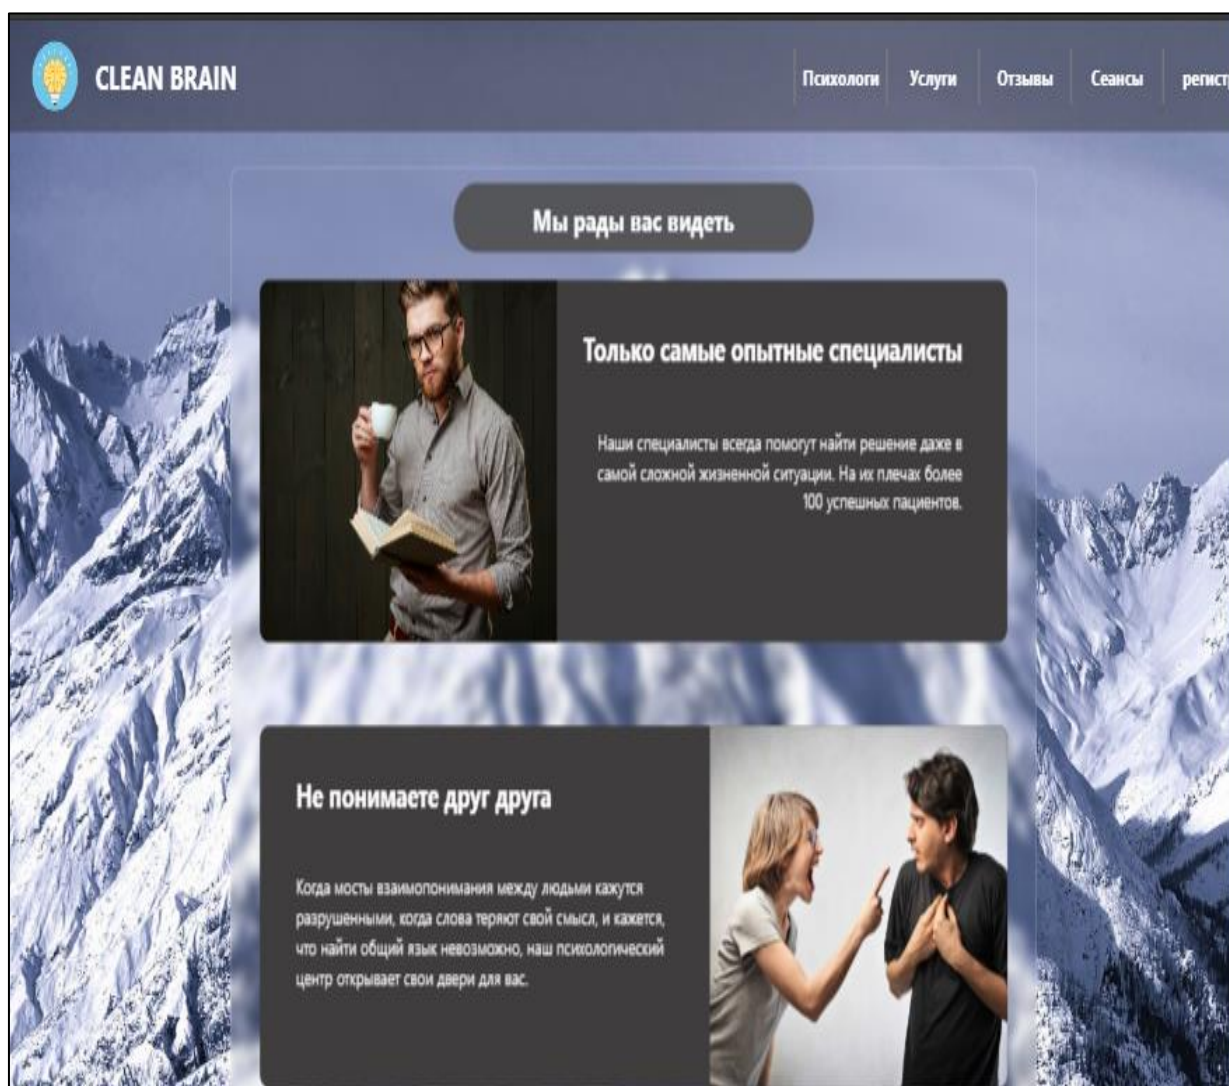 CLEAN BRAIN
Психологи Услуги Отзывы Сеансы регистр
Мы рады вас видеть
Только самые опытные специалисты
Наши специалисты всегда помогут найти решение даже в
самой сложной жизненной ситуации. На их плечах более
100 успешных пациентов.
Не понимаете друг друга
Когда мосты взаимопонимания между людьми кажутся
разрушенными, когда слова теряют свой смысл, и кажется,
что найти общий язык невозможно, наш психологический
центр открывает свои двери для вас.